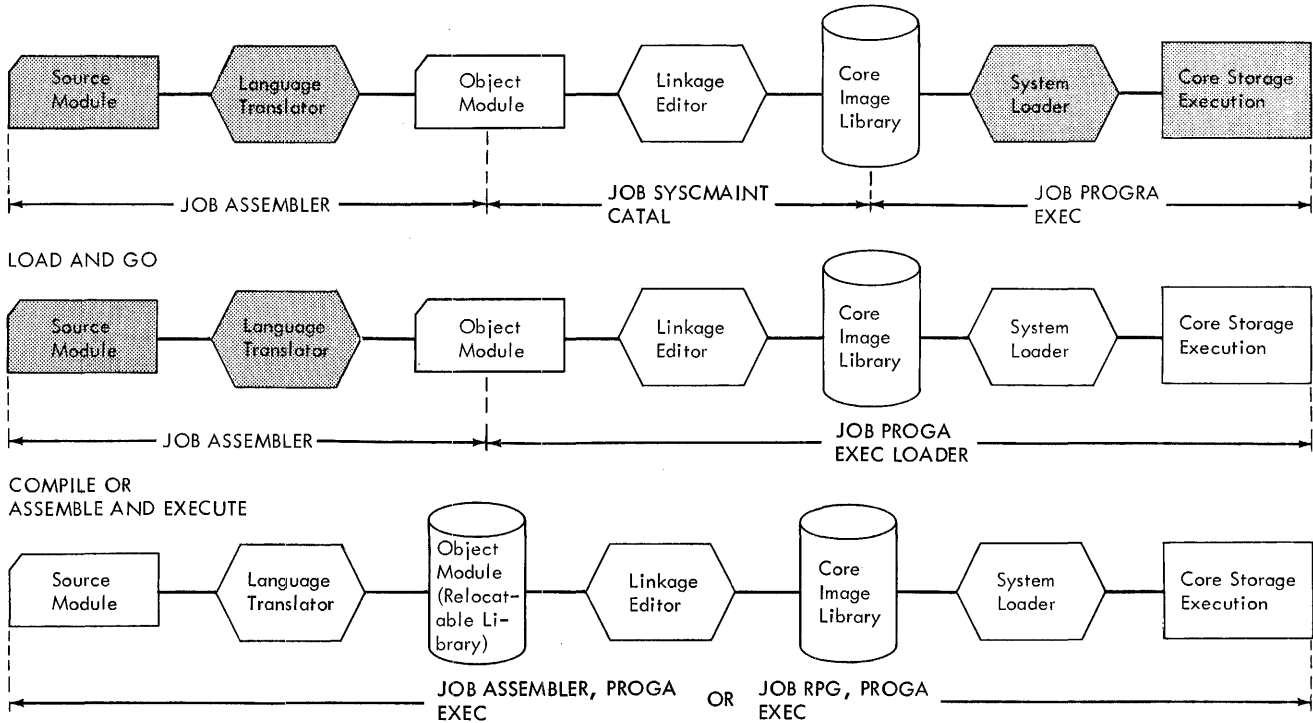 Source
Module
Language
Translator
Object
Module
Linkage
Editor
Core
Image
Library
System
Loader
Core Storage
Execution
JOB ASSEMBLER
JOB SYSCMAINT
CATAL
JOB PROGRA
EXEC
LOAD AND GO
Source
Module
Language
Translator
Object
Module
Linkage
Editor
Core
Image
Library
System
Loader
Core Storage
Execution
JOB ASSEMBLER
JOB PROGA
EXEC LOADER
COMPILE OR
ASSEMBLE AND EXECUTE
Source
Module
Language
Translator
Object
Module
(Relocat-
able Li-
brary)
Linkage
Editor
Core
Image
Library
System
Loader
Core Storage
Execution
JOB ASSEMBLER, PROGA OR JOB RPG, PROGA
EXEC EXEC